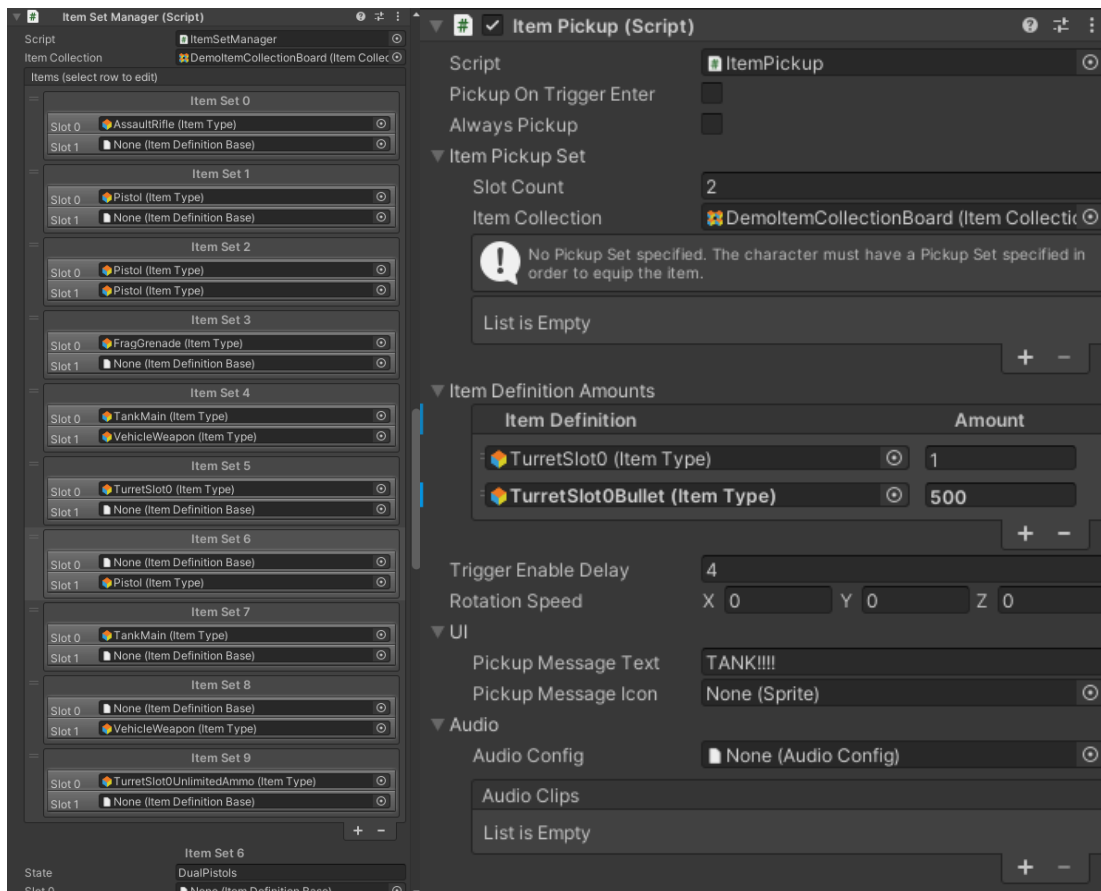 Item Set Manager (Script)
Script ItemSetManager
Item Collection DemoItemCollectionBoard (Item Collec
Items (select row to edit)
Item Set 0
Slot 0 AssaultRifle (Item Type)
Slot 1 None (Item Definition Base)
Item Set 1
Slot 0 Pistol (Item Type)
Slot 1 None (Item Definition Base)
Item Set 2
Slot 0 Pistol (Item Type)
Slot 1 Pistol (Item Type)
Item Set 3
Slot 0 FragGrenade (Item Type)
Slot 1 None (Item Definition Base)
Item Set 4
Slot 0 TankMain (Item Type)
Slot 1 VehicleWeapon (Item Type)
Item Set 5
Slot 0 TurretSlot0 (Item Type)
Slot 1 None (Item Definition Base)
Item Set 6
Slot 0 None (Item Definition Base)
Slot 1 Pistol (Item Type)
Item Set 7
Slot 0 TankMain (Item Type)
Slot 1 None (Item Definition Base)
Item Set 8
Slot 0 None (Item Definition Base)
Slot 1 VehicleWeapon (Item Type)
Item Set 9
Slot 0 TurretSlot0UnlimitedAmmo (Item Type)
Slot 1 None (Item Definition Base)
+ −
Item Set 6
State DualPistols
Slot 0 None (Item Definition Base)
# Item Pickup (Script)
Script # ItemPickup
Pickup On Trigger Enter
Always Pickup
Item Pickup Set
Slot Count 2
Item Collection DemoItemCollectionBoard (Item Collectic
No Pickup Set specified. The character must have a Pickup Set specified in
order to equip the item.
List is Empty
+ −
Item Definition Amounts
Item Definition Amount
TurretSlot0 (Item Type) 1
TurretSlot0Bullet (Item Type) 500
+ −
Trigger Enable Delay 4
Rotation Speed X 0 Y 0 Z 0
UI
Pickup Message Text TANK!!!!
Pickup Message Icon None (Sprite)
Audio
Audio Config None (Audio Config)
Audio Clips
List is Empty
+ −